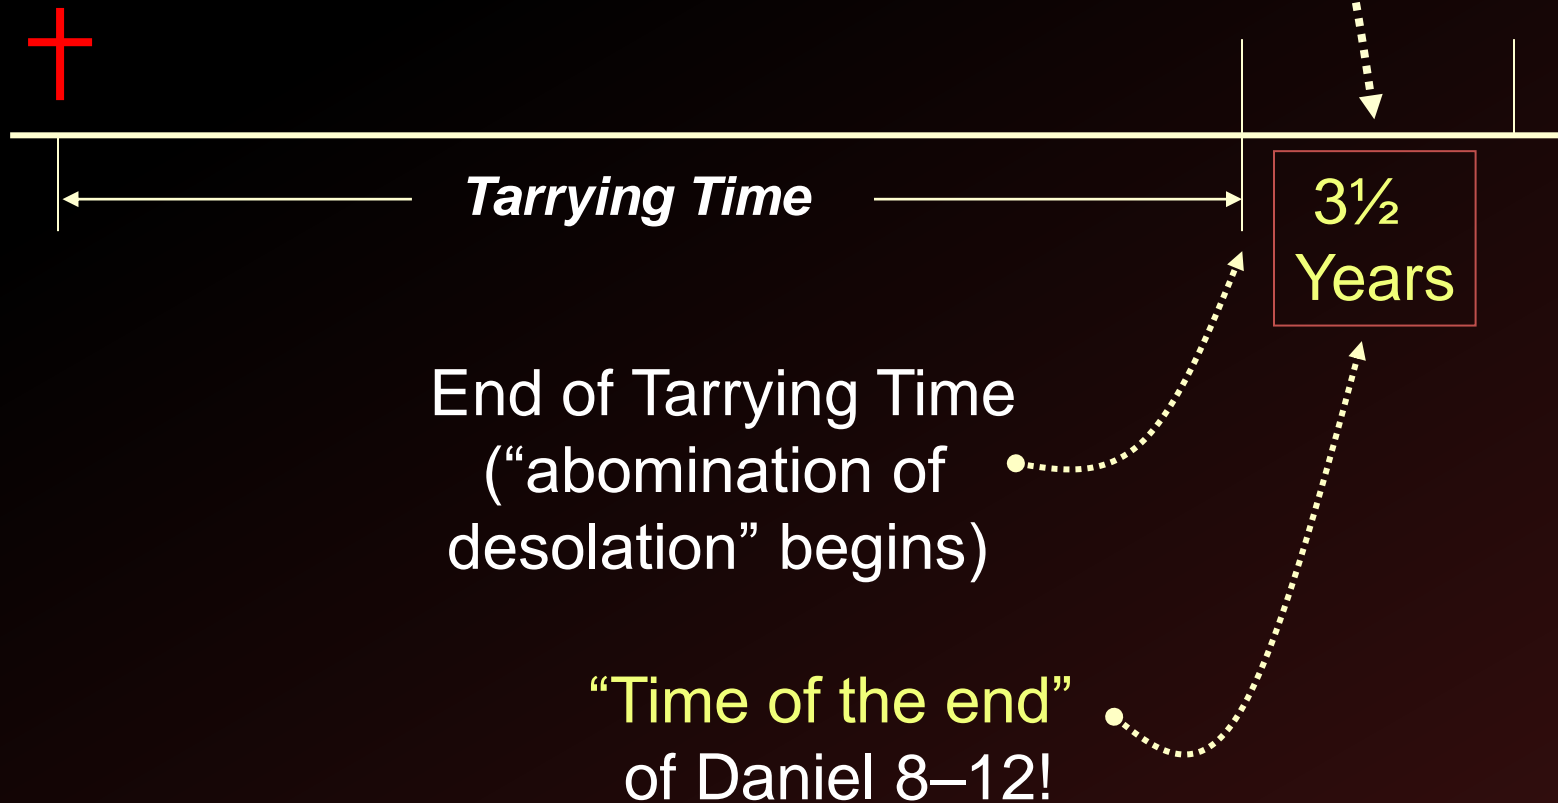 Tarrying Time
3½
Years
End of Tarrying Time
(“abomination of
desolation” begins)
“Time of the end”
of Daniel 8–12!